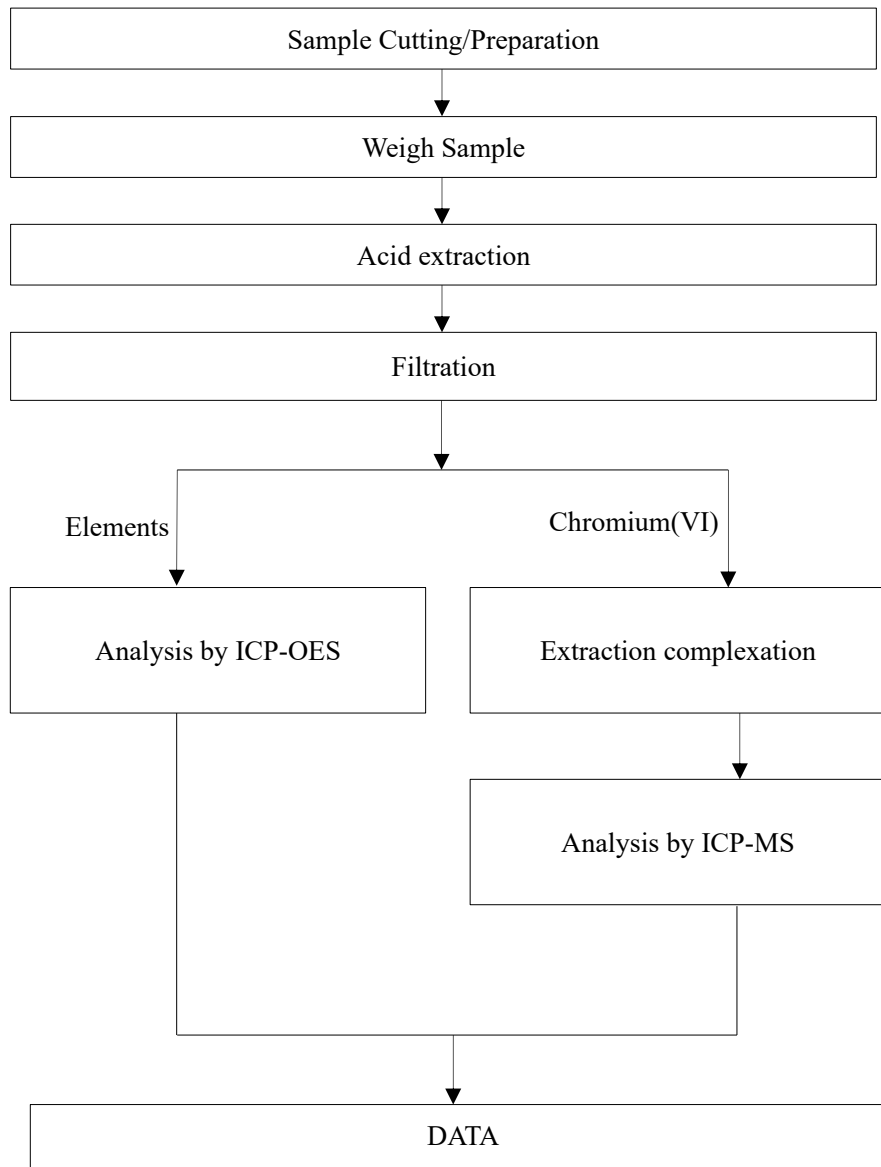 Sample Cutting/Preparation
Weigh Sample
Acid extraction
Filtration
Elements
Chromium(VI)
Analysis by ICP-OES
Extraction complexation
Analysis by ICP-MS
DATA